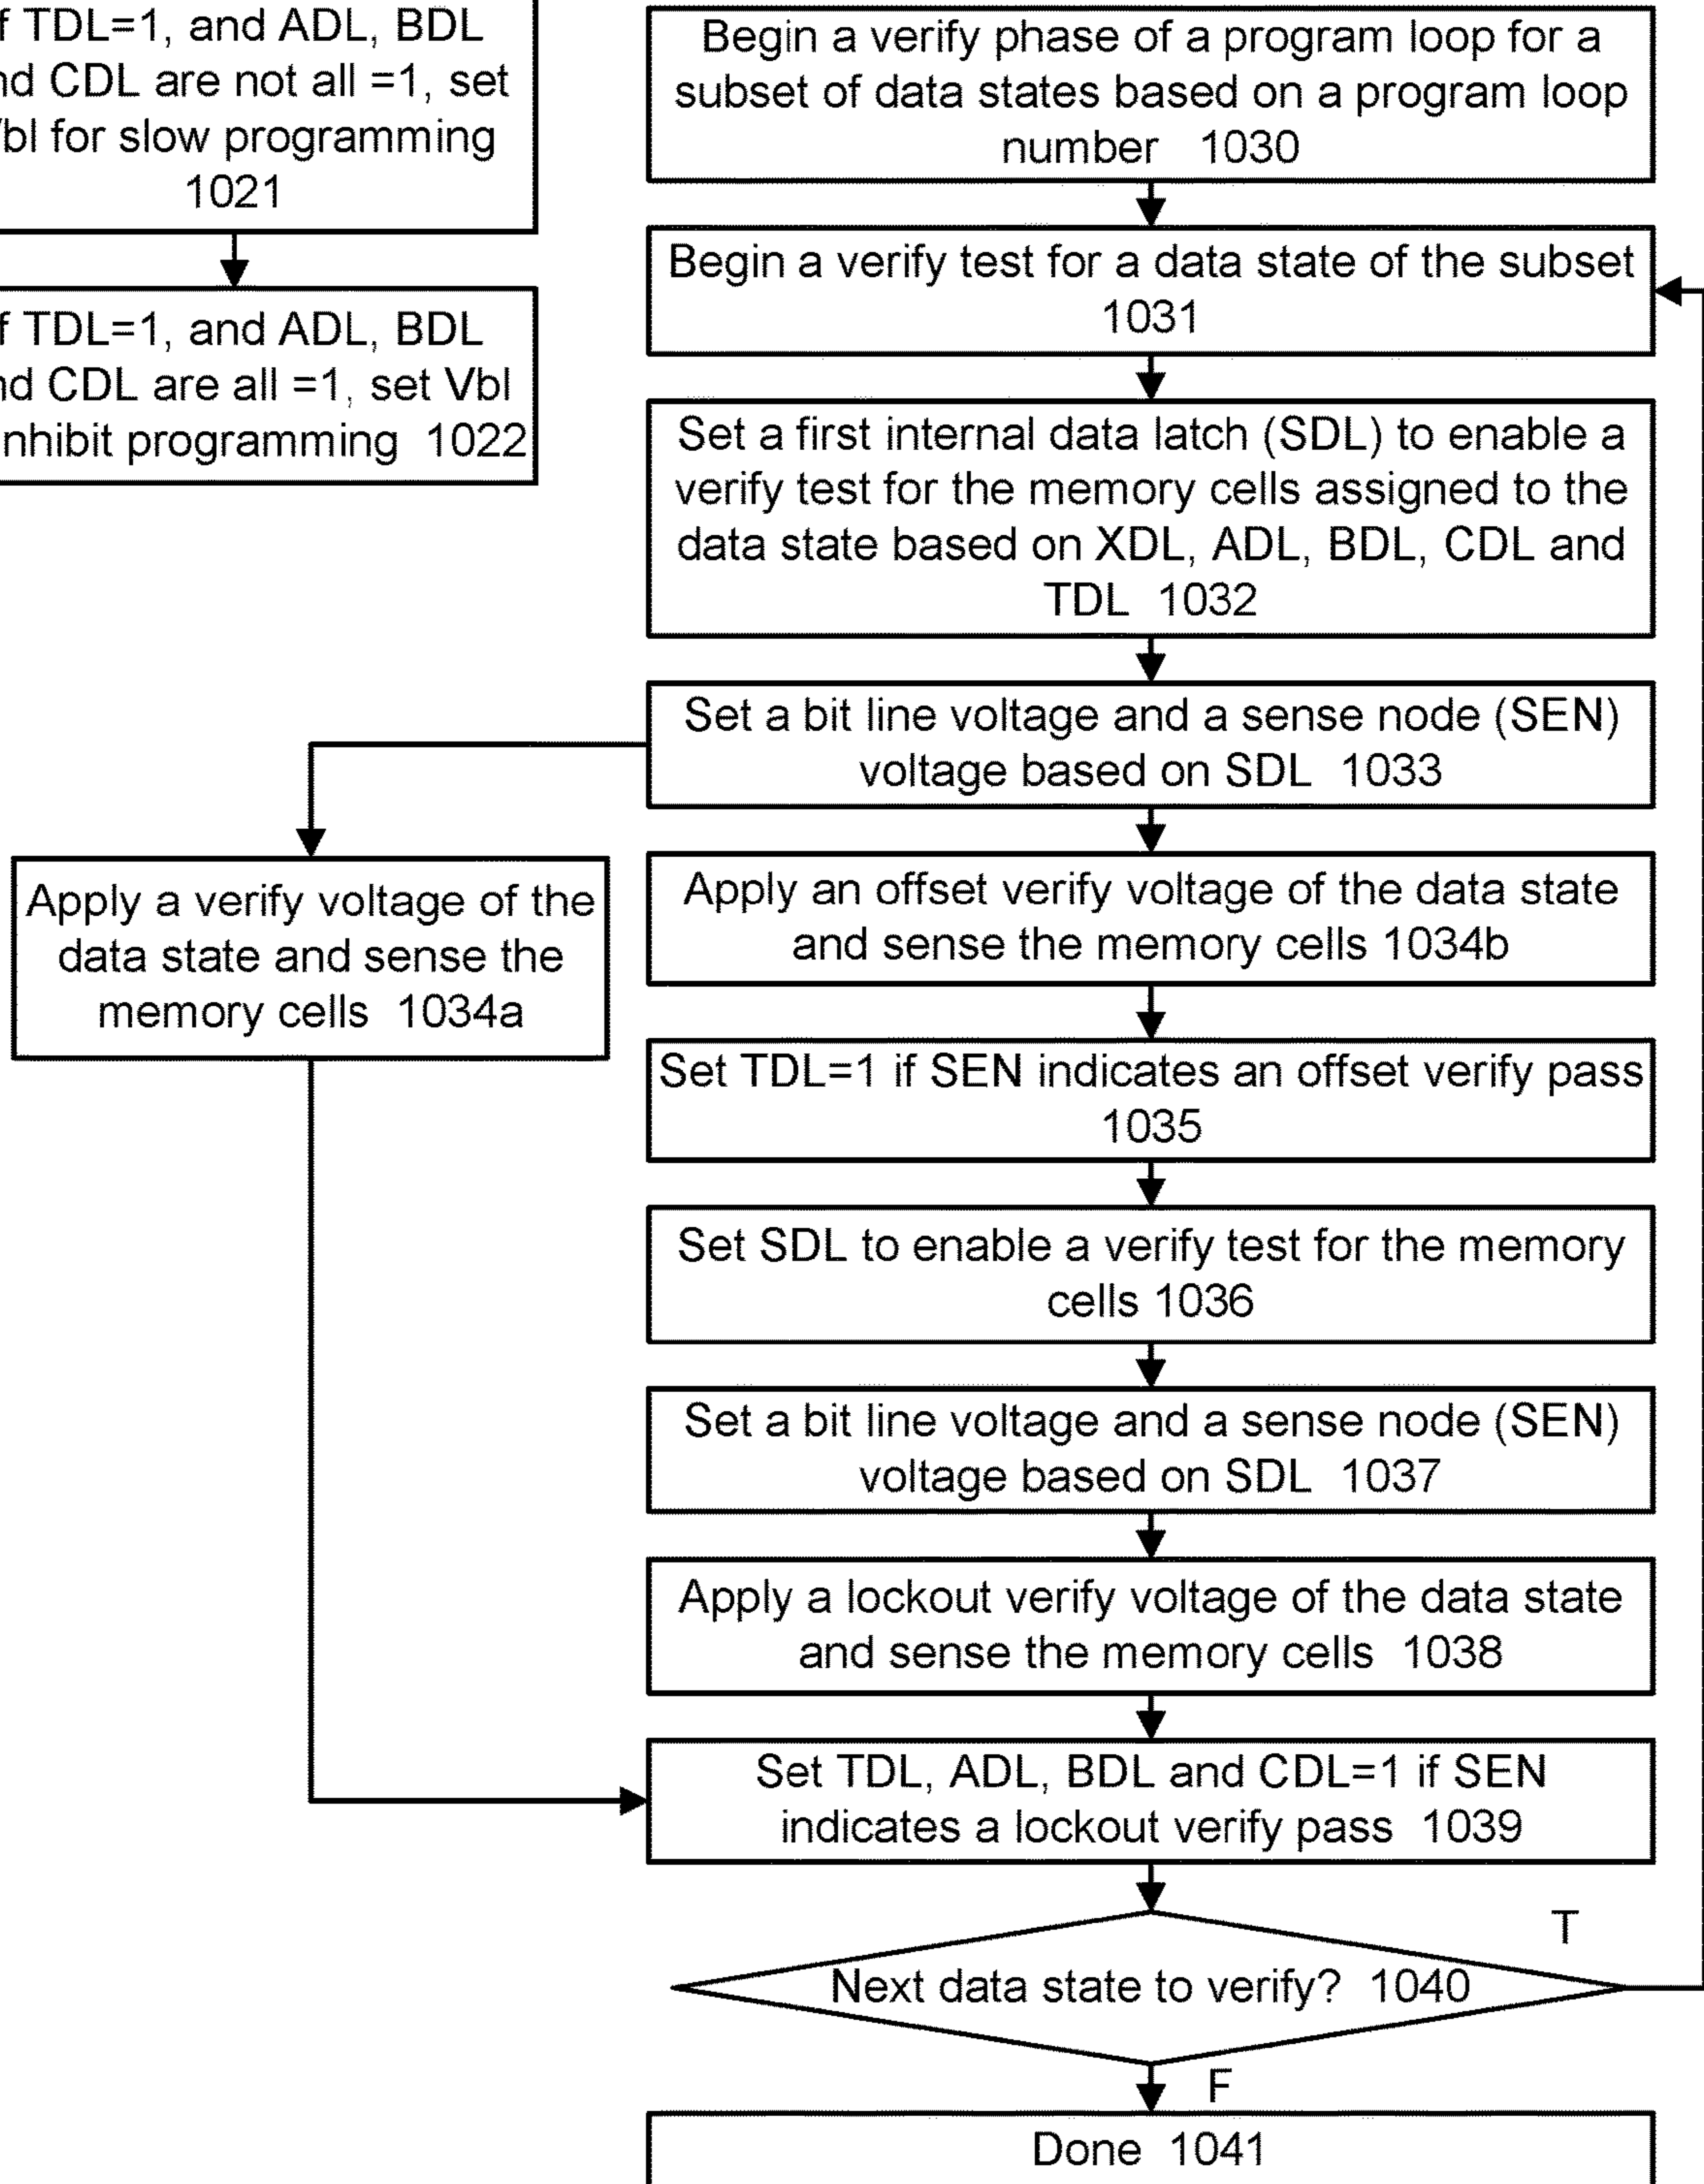 TDL=1, and ADL, BDL
CDL are not all =1, set
for slow programming
1021
TDL=1, and ADL, BDL
CDL are all =1, set Vbl
programming 1022
Begin a verify phase of a program loop for a
subset of data states based on a program loop
number 1030
Begin a verify test for a data state of the subset
1031
Set a first internal data latch (SDL) to enable a
verify test for the memory cells assigned to the
data state based on XDL, ADL, BDL, CDL and
TDL 1032
Set a bit line voltage and a sense node (SEN)
voltage based on SDL 1033
Apply a verify voltage of the
data state and sense the
memory cells 1034a
Apply an offset verify voltage of the data state
and sense the memory cells 1034b
Set TDL=1 if SEN indicates an offset verify pass
1035
Set SDL to enable a verify test for the memory
cells 1036
Set a bit line voltage and a sense node (SEN)
voltage based on SDL 1037
Apply a lockout verify voltage of the data state
and sense the memory cells 1038
Set TDL, ADL, BDL and CDL=1 if SEN
indicates a lockout verify pass 1039
T
Next data state to verify? 1040
F
Done 1041